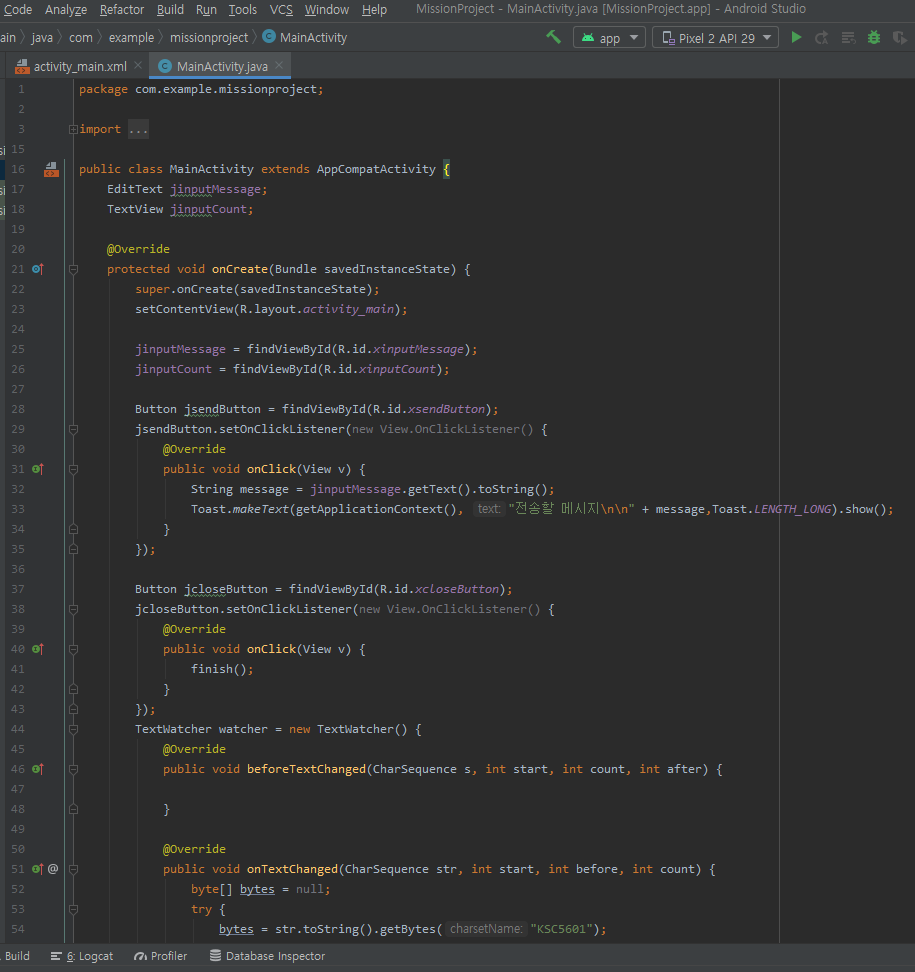 Code Analyze Refactor Build Run Tools VCS Window Help MissionProject - MainActivity.java [MissionProject.app] - Android Studio
ain java com example missionproject MainActivity app Pixel 2 API 29
activity_main.xml MainActivity.java
1 package com.example.missionproject;
2
3 import ...
15
16 public class MainActivity extends AppCompatActivity {
17 EditText jinputMessage;
18 TextView jinputCount;
19
20 @Override
21 protected void onCreate(Bundle savedInstanceState) {
22 super.onCreate(savedInstanceState);
23 setContentView(R.layout.activity_main);
24
25 jinputMessage = findViewById(R.id.xinputMessage);
26 jinputCount = findViewById(R.id.xinputCount);
27
28 Button jsendButton = findViewById(R.id.xsendButton);
29 jsendButton.setOnClickListener(new View.OnClickListener() {
30 @Override
31 public void onClick(View v) {
32 String message = jinputMessage.getText().toString();
33 Toast.makeText(getApplicationContext(), text: "전송할 메시지\n\n" + message,Toast.LENGTH_LONG).show();
34 }
35 });
36
37 Button jcloseButton = findViewById(R.id.xcloseButton);
38 jcloseButton.setOnClickListener(new View.OnClickListener() {
39 @Override
40 public void onClick(View v) {
41 finish();
42 }
43 });
44 TextWatcher watcher = new TextWatcher() {
45 @Override
46 public void beforeTextChanged(CharSequence s, int start, int count, int after) {
47
48 }
49
50 @Override
51 @ public void onTextChanged(CharSequence str, int start, int before, int count) {
52 byte[] bytes = null;
53 try {
54 bytes = str.toString().getBytes( charsetName: "KSC5601");
Build 6: Logcat Profiler Database Inspector